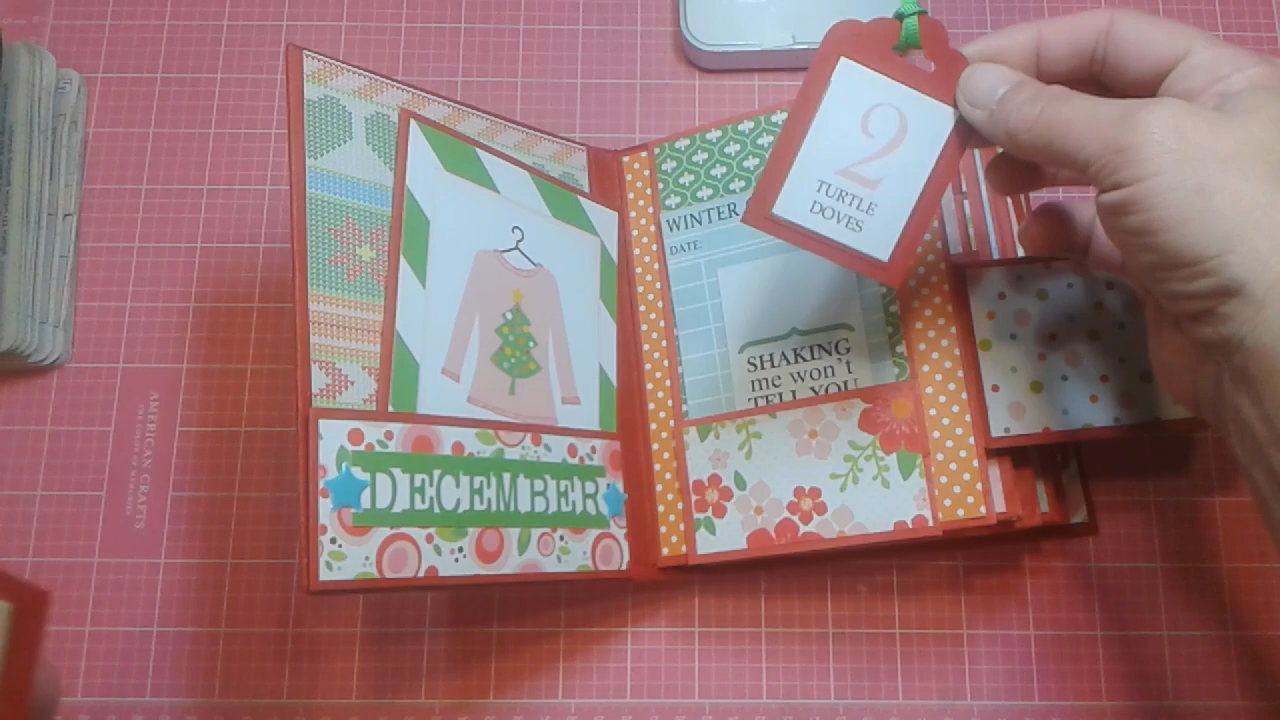 2
TURTLE
DOVES
WINTER
DATE:
SHAKING
me won't
TELL YOU
DECEMBER
AMERICAN CRAFTS